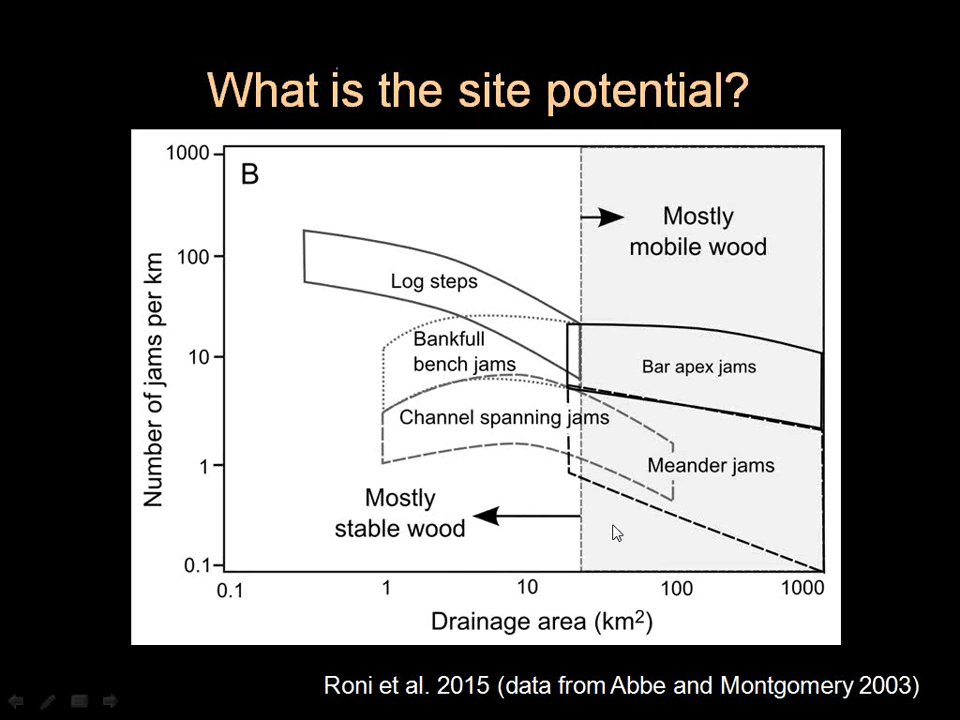 What is the site potential?
B
1000
100
10
1
0.1
Number of jams per km
Mostly
mobile wood
Log steps
Bankfull
bench jams
Bar apex jams
Channel spanning jams
Meander jams
Mostly
stable wood
0.1
1
10
100
1000
Drainage area (km²)
Roni et al. 2015 (data from Abbe and Montgomery 2003)